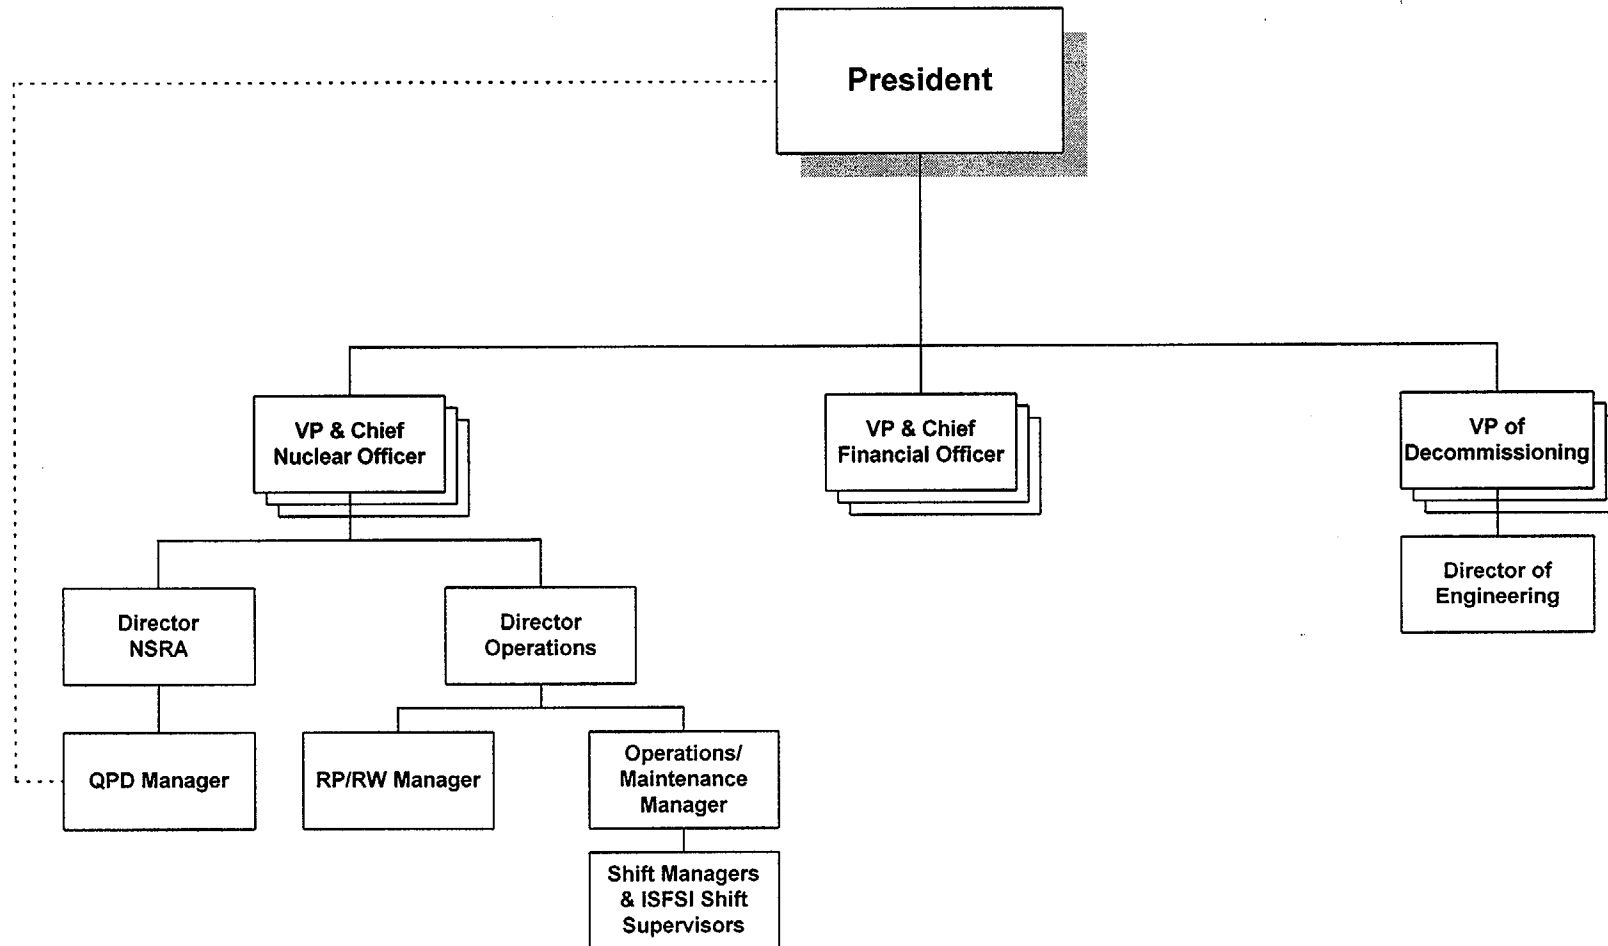 President
VP & Chief
Nuclear Officer
VP & Chief
Financial Officer
VP of
Decommissioning
Director of
Engineering
Director
NSRA
Director
Operations
QPD Manager
RP/RW Manager
Operations/
Maintenance
Manager
Shift Managers
& ISFSI Shift
Supervisors